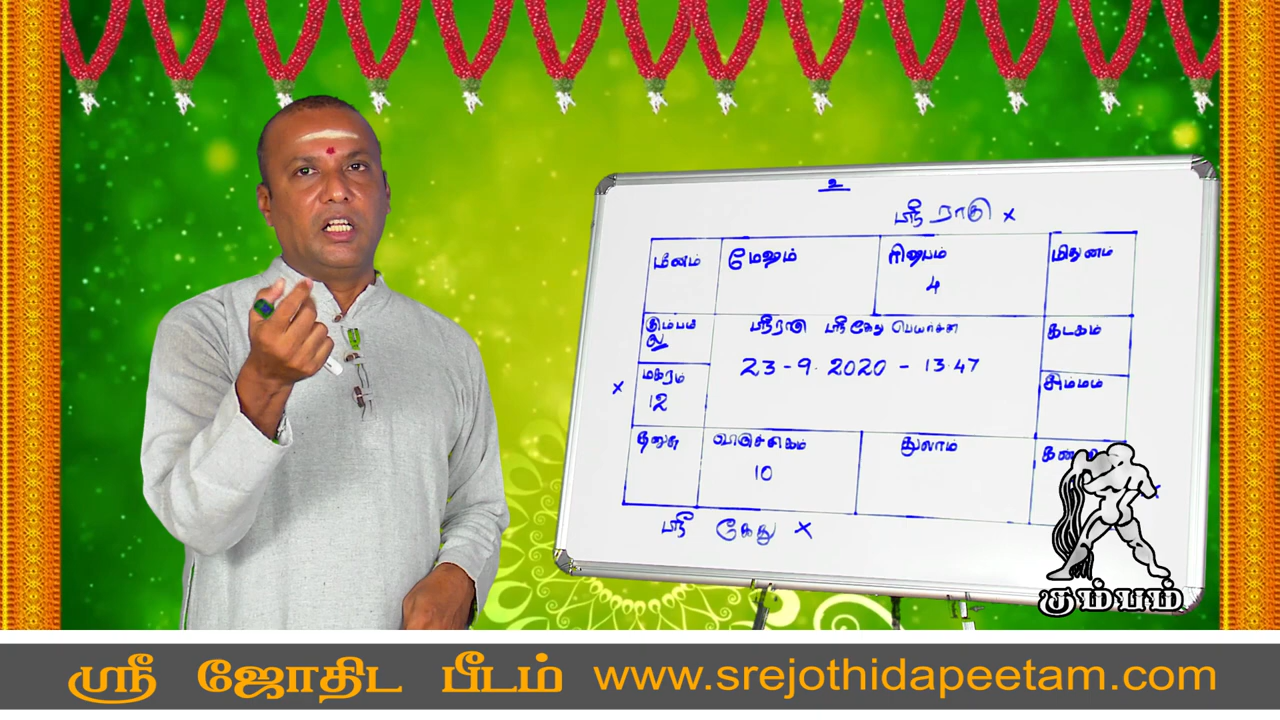 உ
ஸ்ரீ ராகு x
மீனம் மேஷம் ரிஷபம் மிதுனம்
4
கும்பம் ஸ்ரீ ராகு ஸ்ரீ கேது பெயர்ச்சி கடகம்
ல
23-9.2020 - 13.47
x மகரம் சிம்மம்
12
தனுசு விருச்சிகம் துலாம்
10
ஸ்ரீ கேது x
கும்பம்
ஸ்ரீ ஜோதிட பீடம் www.srejothidapeetam.com